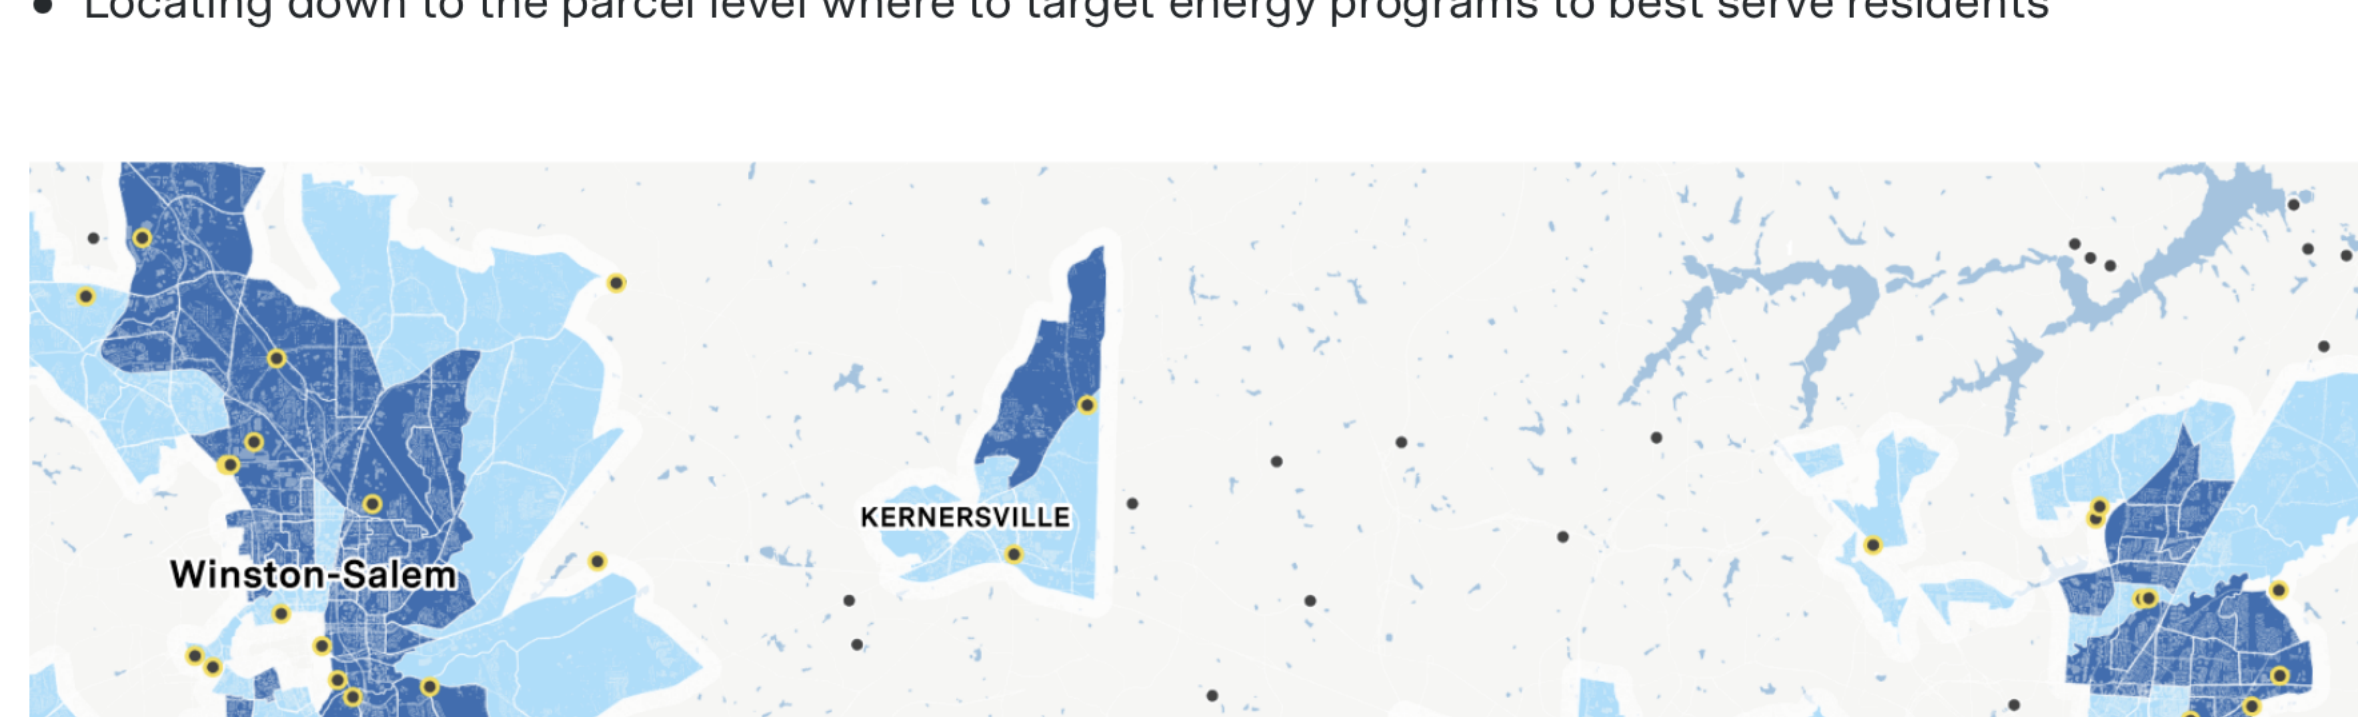 ● Locating down to the parcel level where to target energy programs to best serve residents
KERNERSVILLE
Winston-Salem